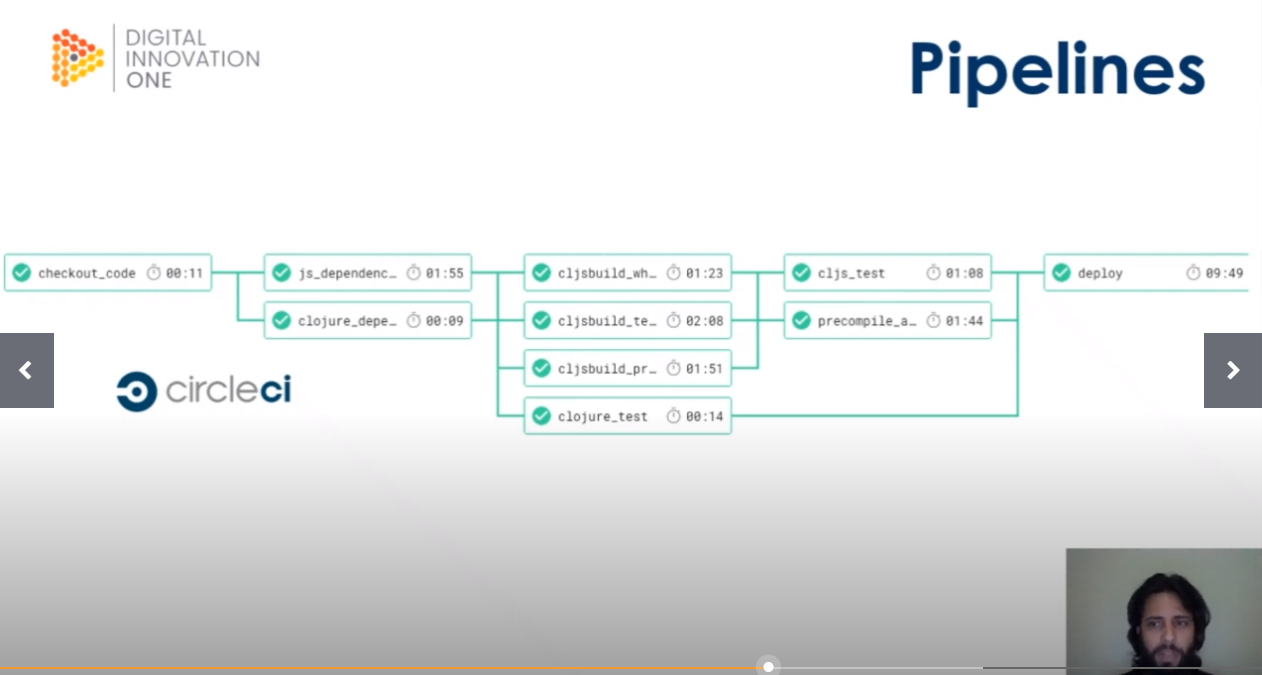 DIGITAL
INNOVATION
ONE
Pipelines
checkout_code 00:11
js_dependenc… 01:55
clojure_depe… 00:09
cljsbuild_wh… 01:23
cljsbuild_te… 02:08
cljsbuild_pr… 01:51
clojure_test 00:14
cljs_test 01:08
precompile_a… 01:44
deploy 09:49
circleci